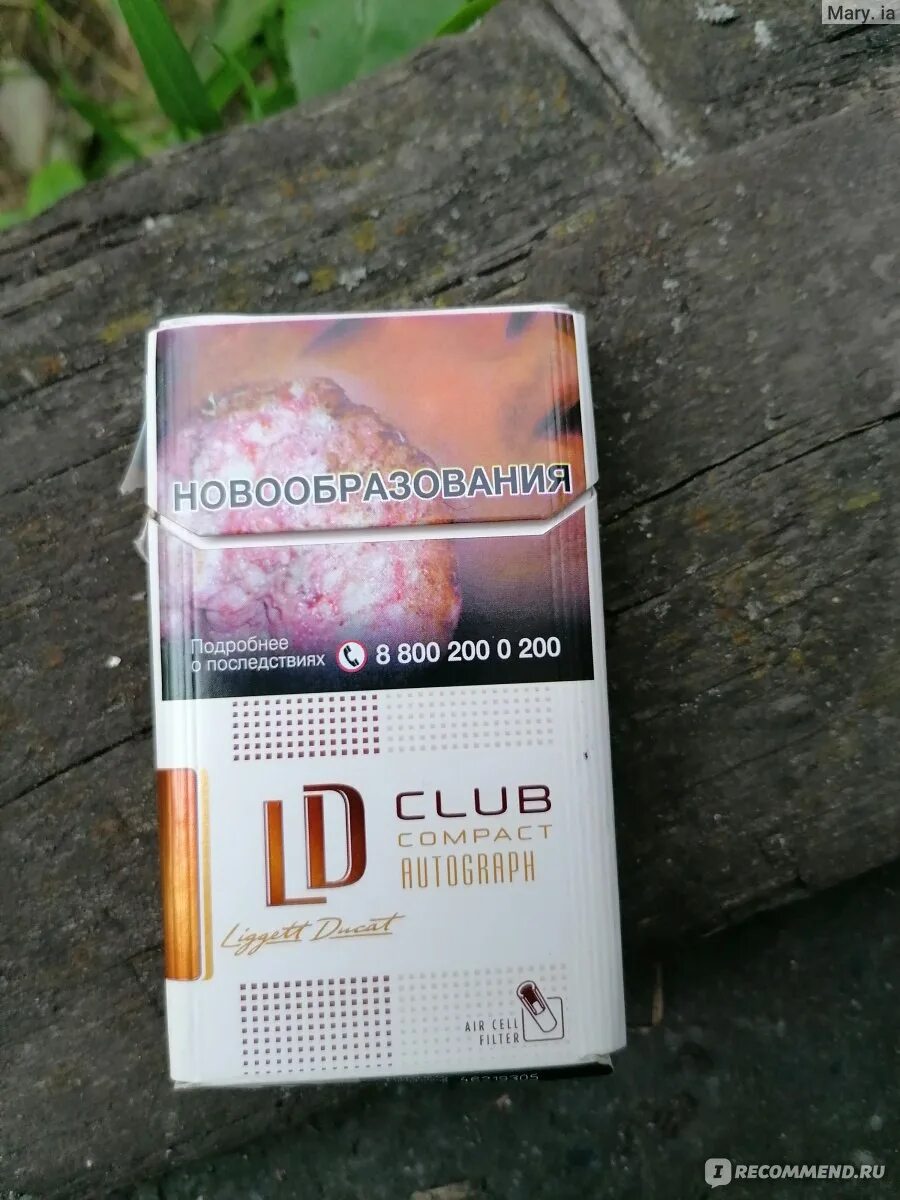 Mary. ia
НОВООБРАЗОВАНИЯ
Подробнее
о последствиях 8 800 200 0 200
LD CLUB
COMPACT
AUTOGRAPH
Liggett Ducat
AIR CELL
FILTER
46219305
I RECOMMEND.RU